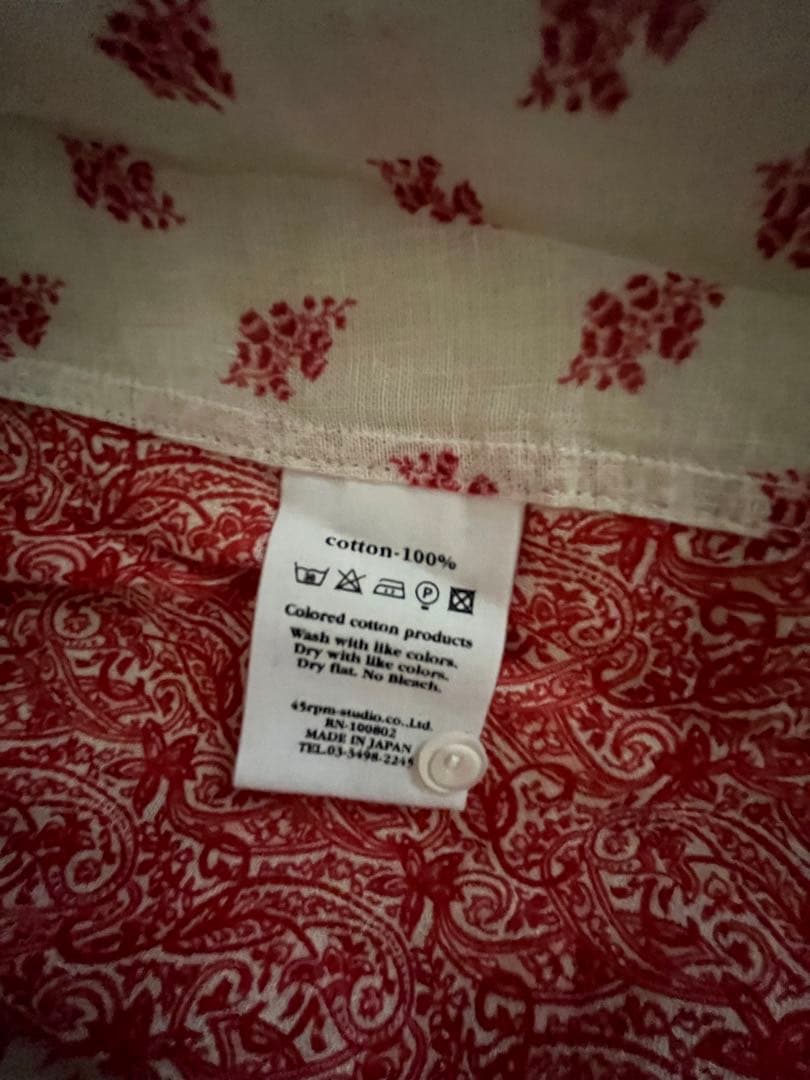 cotton-100%
P
Colored cotton products
Wash with like colors.
Dry with like colors.
Dry flat. No Bleach.
45rpm-studio.co.,Ltd.
RN-100802
MADE IN JAPAN
TEL.03-5498-2245